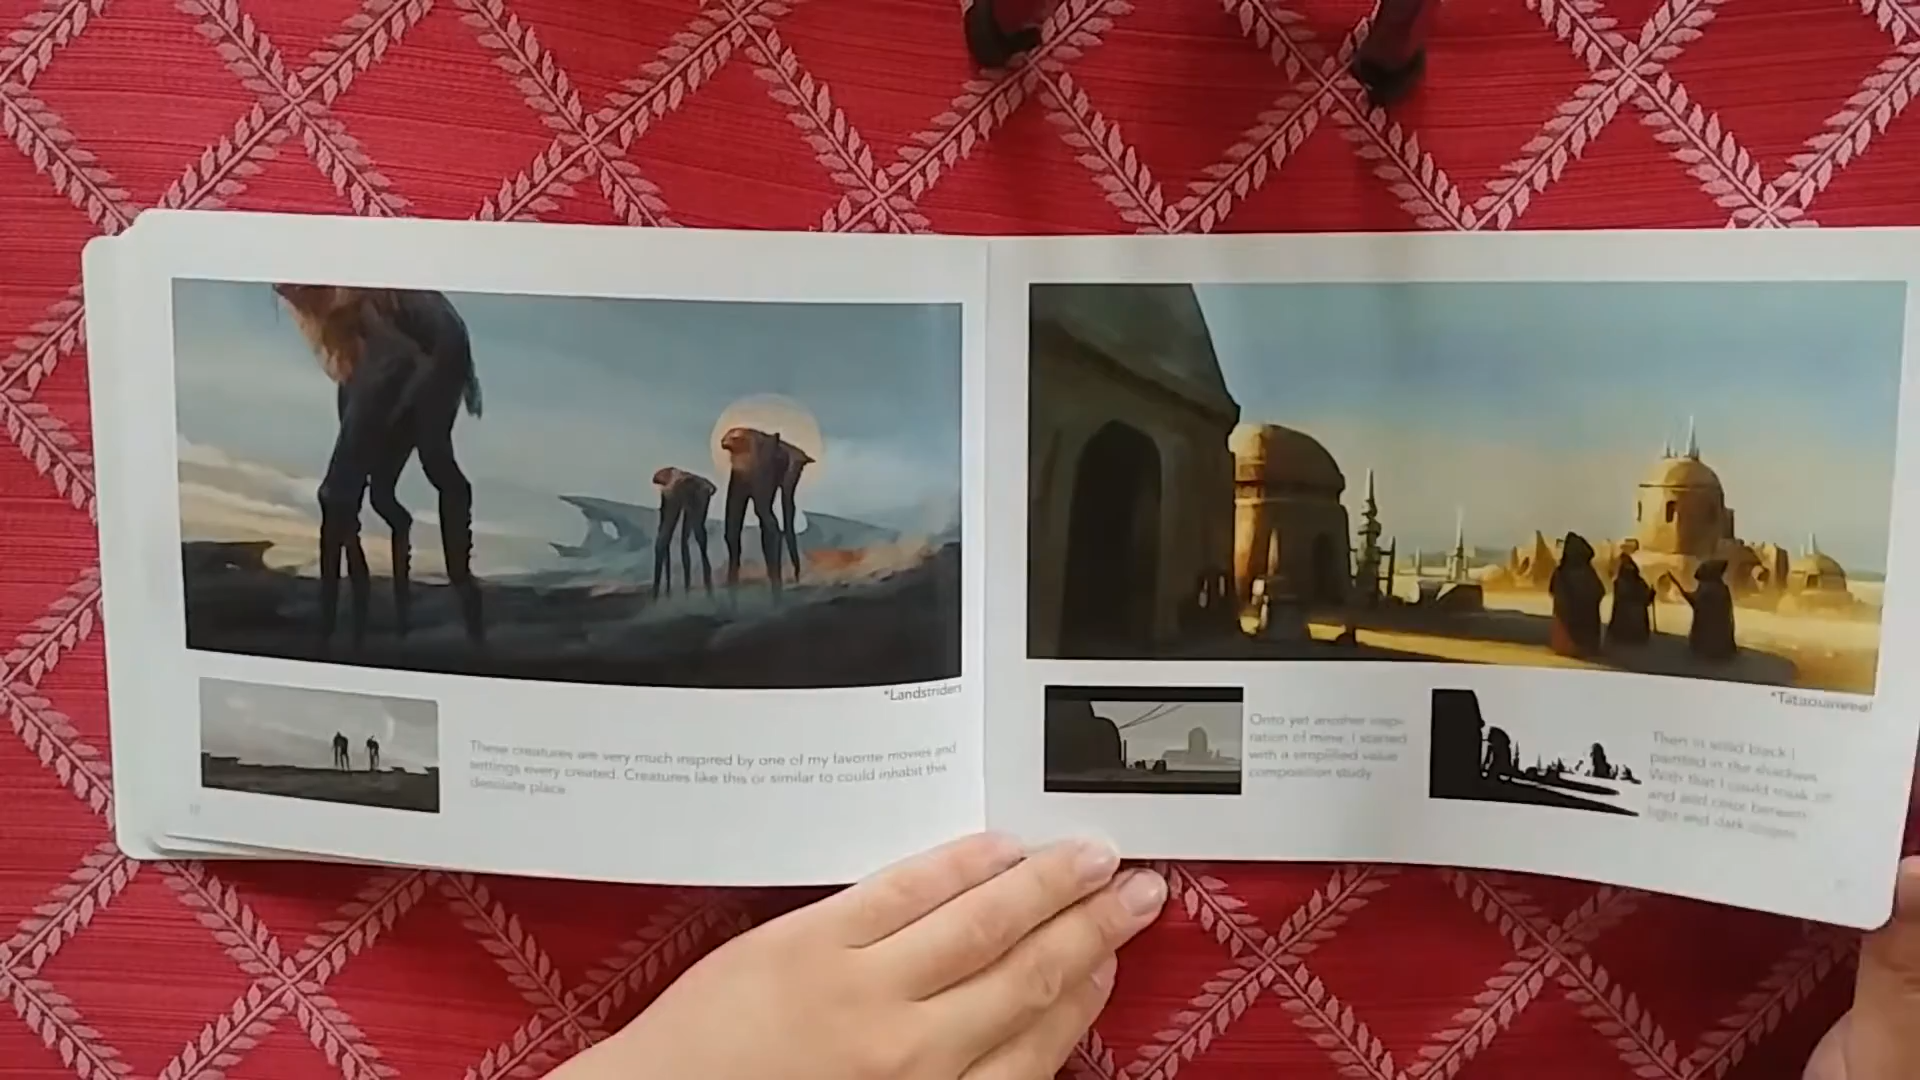 *Landstriders
These creatures are very much inspired by one of my favorite movies and
settings every created. Creatures like this or similar to could inhabit this
desolate place
*Tataouineee!
Onto yet another inspi-
ration of mine. I started
with a simplified value
composition study
Then in solid black I
painted in the shadows
With that I could mask off
and add color between
light and dark shapes